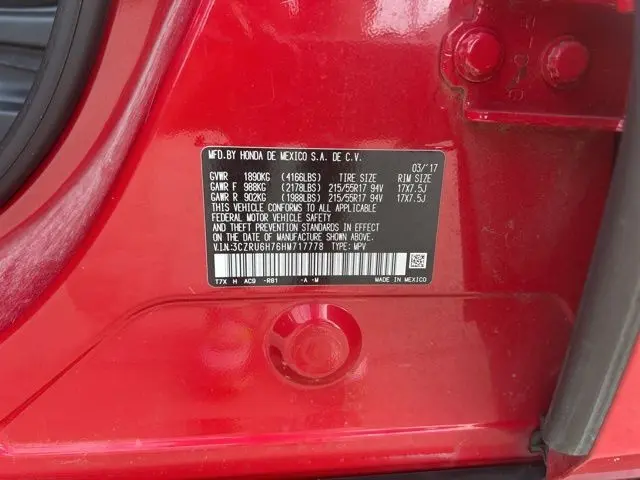 MFD.BY HONDA DE MEXICO S.A. DE C.V.
03/'17
GVWR 1890KG (4166LBS) TIRE SIZE RIM SIZE
GAWR F 988KG (2178LBS) 215/55R17 94V 17X7.5J
GAWR R 902KG (1988LBS) 215/55R17 94V 17X7.5J
THIS VEHICLE CONFORMS TO ALL APPLICABLE
FEDERAL MOTOR VEHICLE SAFETY
AND THEFT PREVENTION STANDARDS IN EFFECT
ON THE DATE OF MANUFACTURE SHOWN ABOVE.
V.I.N:3CZRU6H76HM717778 TYPE: MPV
T7X H AC9 -R81 -A -M MADE IN MEXICO